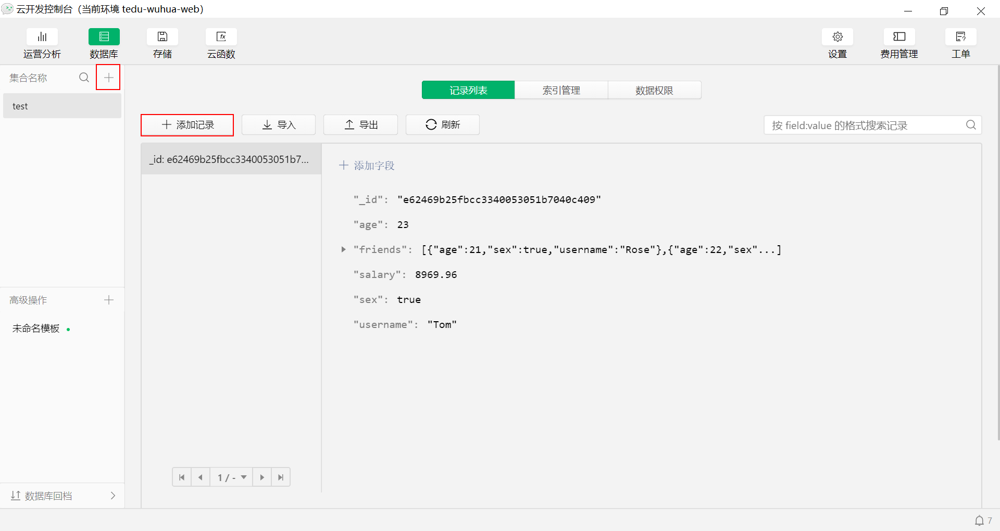 云开发控制台（当前环境 tedu-wuhua-web）
运营分析
数据库
存储
云函数
设置
费用管理
工单
集合名称
test
高级操作
未命名模板
数据库回档
记录列表
索引管理
数据权限
添加记录
导入
导出
刷新
按 field:value 的格式搜索记录
_id: e62469b25fbcc3340053051b7...
添加字段
"_id": "e62469b25fbcc3340053051b7040c409"
"age": 23
"friends": [{"age":21,"sex":true,"username":"Rose"},{"age":22,"sex"...]
"salary": 8969.96
"sex": true
"username": "Tom"
1 / -
7